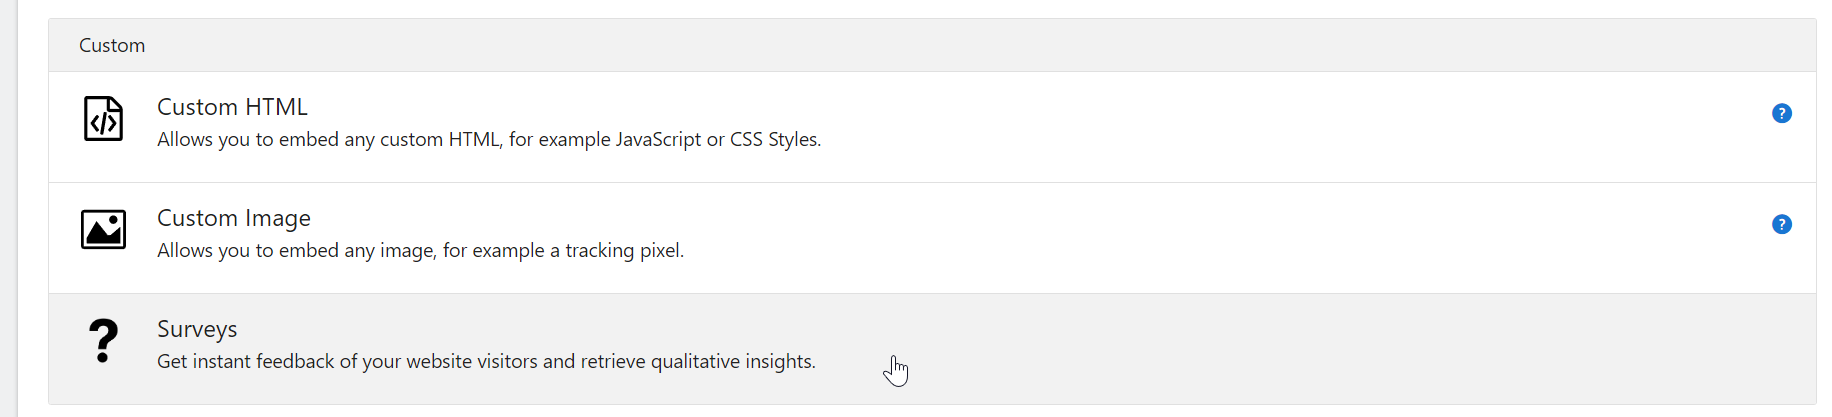 Custom
Custom HTML
Allows you to embed any custom HTML, for example JavaScript or CSS Styles.
Custom Image
Allows you to embed any image, for example a tracking pixel.
Surveys
Get instant feedback of your website visitors and retrieve qualitative insights.